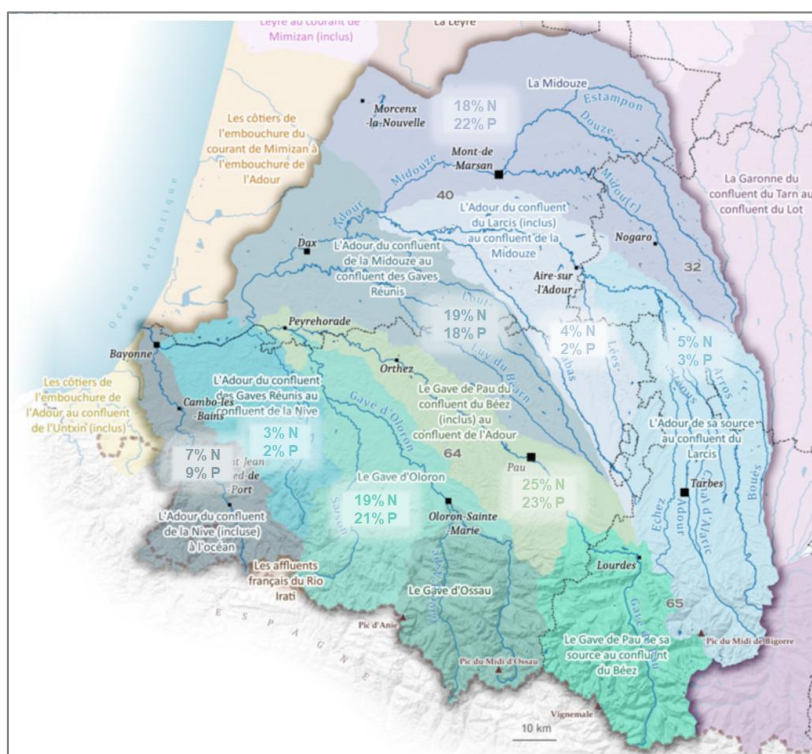 Leyre au courant de
Mimizan (inclus)
La Leyre
La Midouze
Estampon
Douze
18% N
22% P
Morcenx
-la-Nouvelle
Les côtiers de
l'embouchure du
courant de Mimizan à
l'embouchure de
l'Adour
Mont-de
Marsan
Midouze
Midou(r)
La Garonne du
confluent du Tarn au
confluent du Lot
40
L'Adour du confluent
du Larcis (inclus)
au confluent de la
Midouze
Adour
Nogaro
Océan Atlantique
Dax
L'Adour du confluent
de la Midouze au
confluent des Gaves
Réunis
32
Aire-sur
-l'Adour
19% N
18% P
4% N
2% P
5% N
3% P
Peyrehorade
Bayonne
Orthez
Luy du Béarn
Lées
Arros
Les côtiers de
l'embouchure de
l'Adour au confluent
de l'Untxin (inclus)
Cambo-les
-Bains
L'Adour du confluent
des Gaves Réunis au
confluent de la Nive
Gave d'Oloron
Le Gave de Pau du
confluent du Béez
(inclus) au
confluent de l'Adour
L'Adour de sa source
au confluent du
Larcis
3% N
2% P
7% N
9% P
64
Pau
Port
Le Gave d'Oloron
19% N
21% P
25% N
23% P
Tarbes
Bouès
Echez
Adour
Canal d'Alaric
Saison
Oloron-Sainte
Marie
L'Adour du confluent
de la Nive (incluse)
à l'océan
Les affluents
français du Rio
Irati
Le Gave d'Ossau
Lourdes
65
ESPAGNE
Pic d'Anie
Pic du Midi de Bigorre
Le Gave de Pau de sa
source au confluent
du Béez
Pic du Midi d'Ossau
Vignemale
10 km